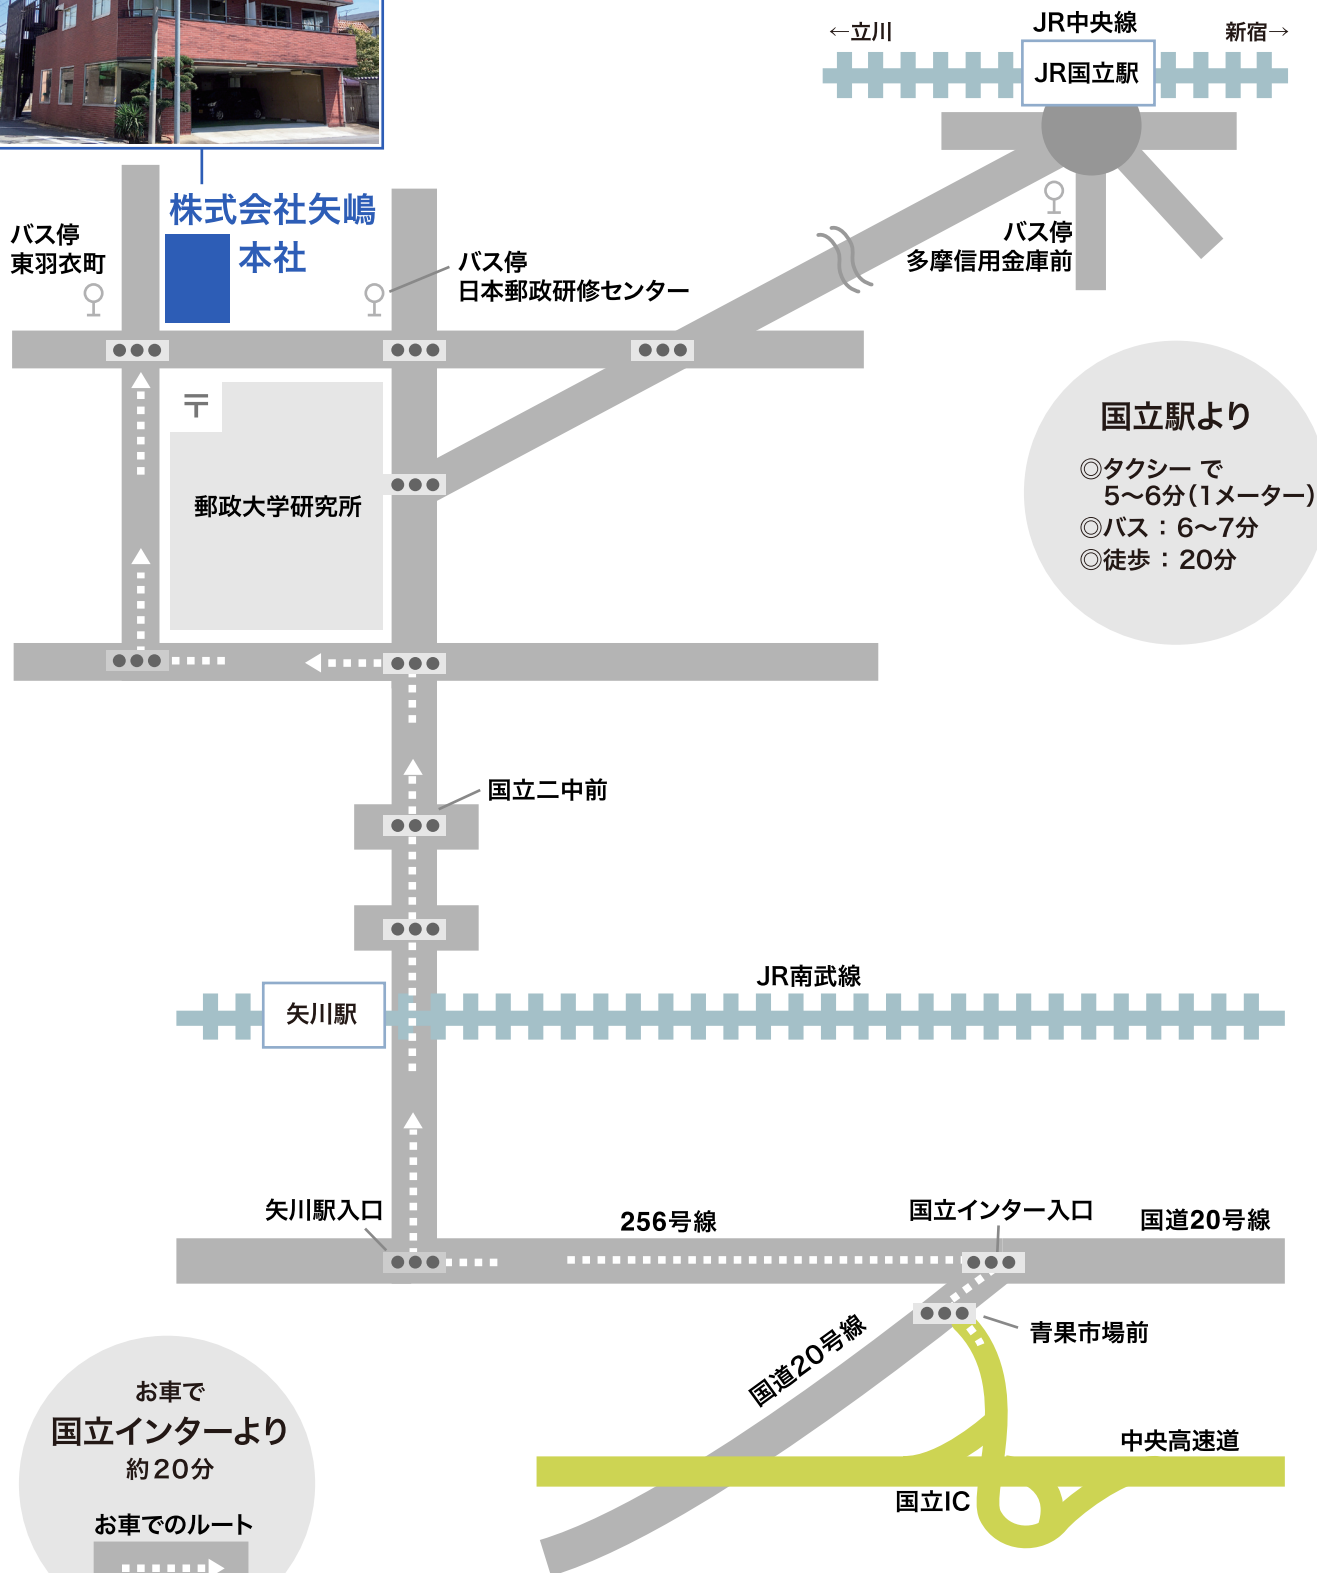 ←立川
JR中央線
新宿→
JR国立駅
株式会社矢嶋
本社
バス停
東羽衣町
バス停
日本郵政研修センター
バス停
多摩信用金庫前
〒
郵政大学研究所
国立駅より
◎タクシー で
5〜6分(1メーター)
◎バス：6〜7分
◎徒歩：20分
国立二中前
JR南武線
矢川駅
矢川駅入口
256号線
国立インター入口
国道20号線
青果市場前
国道20号線
中央高速道
国立IC
お車で
国立インターより
約20分
お車でのルート